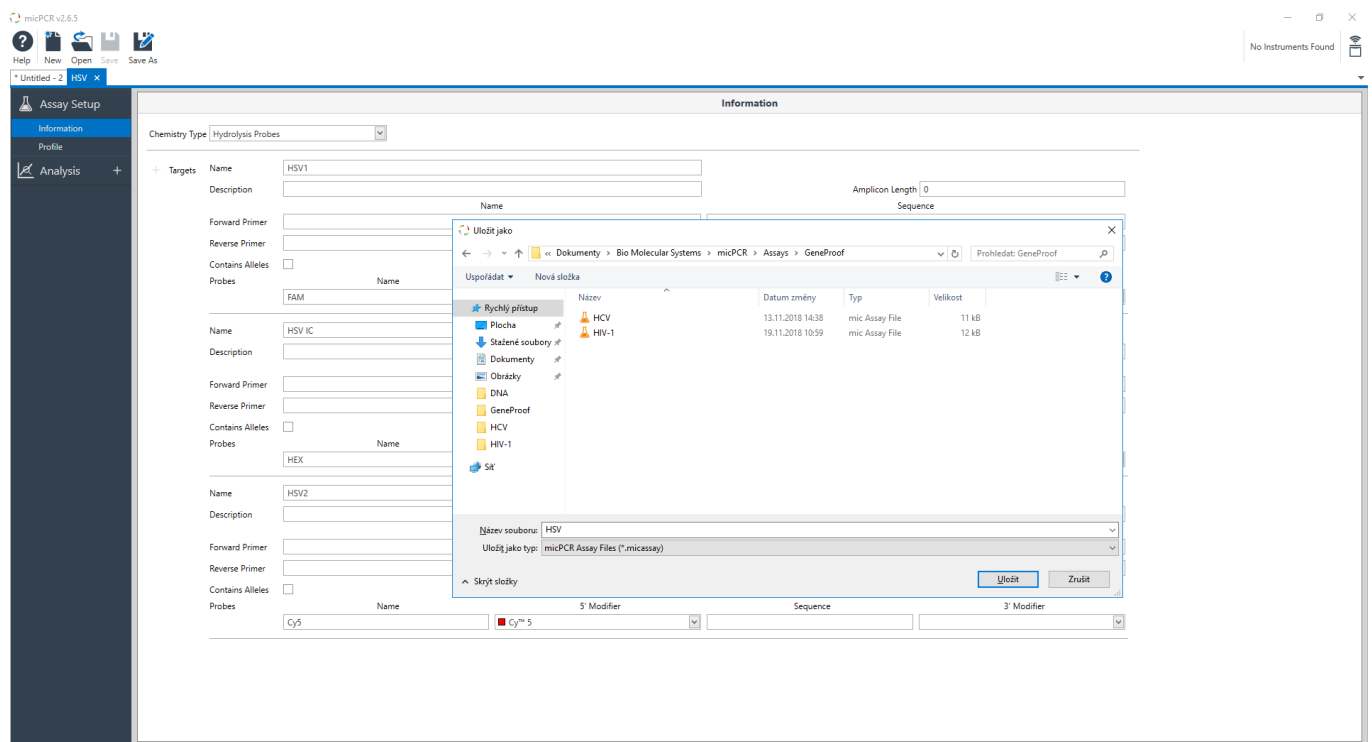 micPCR v2.6.5
Help New Open Save Save As
No Instruments Found
* Untitled - 2 HSV ×
Assay Setup
Information
Profile
Analysis +
Information
Chemistry Type Hydrolysis Probes
+ Targets Name HSV1
Description Amplicon Length 0
Name Sequence
Forward Primer
Reverse Primer
Contains Alleles
Probes Name
FAM
Name HSV IC
Description
Forward Primer
Reverse Primer
Contains Alleles
Probes Name
HEX
Name HSV2
Description
Forward Primer
Reverse Primer
Contains Alleles
Probes Name 5' Modifier Sequence 3' Modifier
Cy5 Cy™ 5
Uložit jako
« Dokumenty > Bio Molecular Systems > micPCR > Assays > GeneProof
Prohledat: GeneProof
Uspořádat Nová složka
Název Datum změny Typ Velikost
HCV 13.11.2018 14:38 mic Assay File 11 kB
HIV-1 19.11.2018 10:59 mic Assay File 12 kB
Rychlý přístup
Plocha
Stažené soubory
Dokumenty
Obrázky
DNA
GeneProof
HCV
HIV-1
Síť
Název souboru: HSV
Uložit jako typ: micPCR Assay Files (*.micassay)
Skrýt složky
Uložit Zrušit